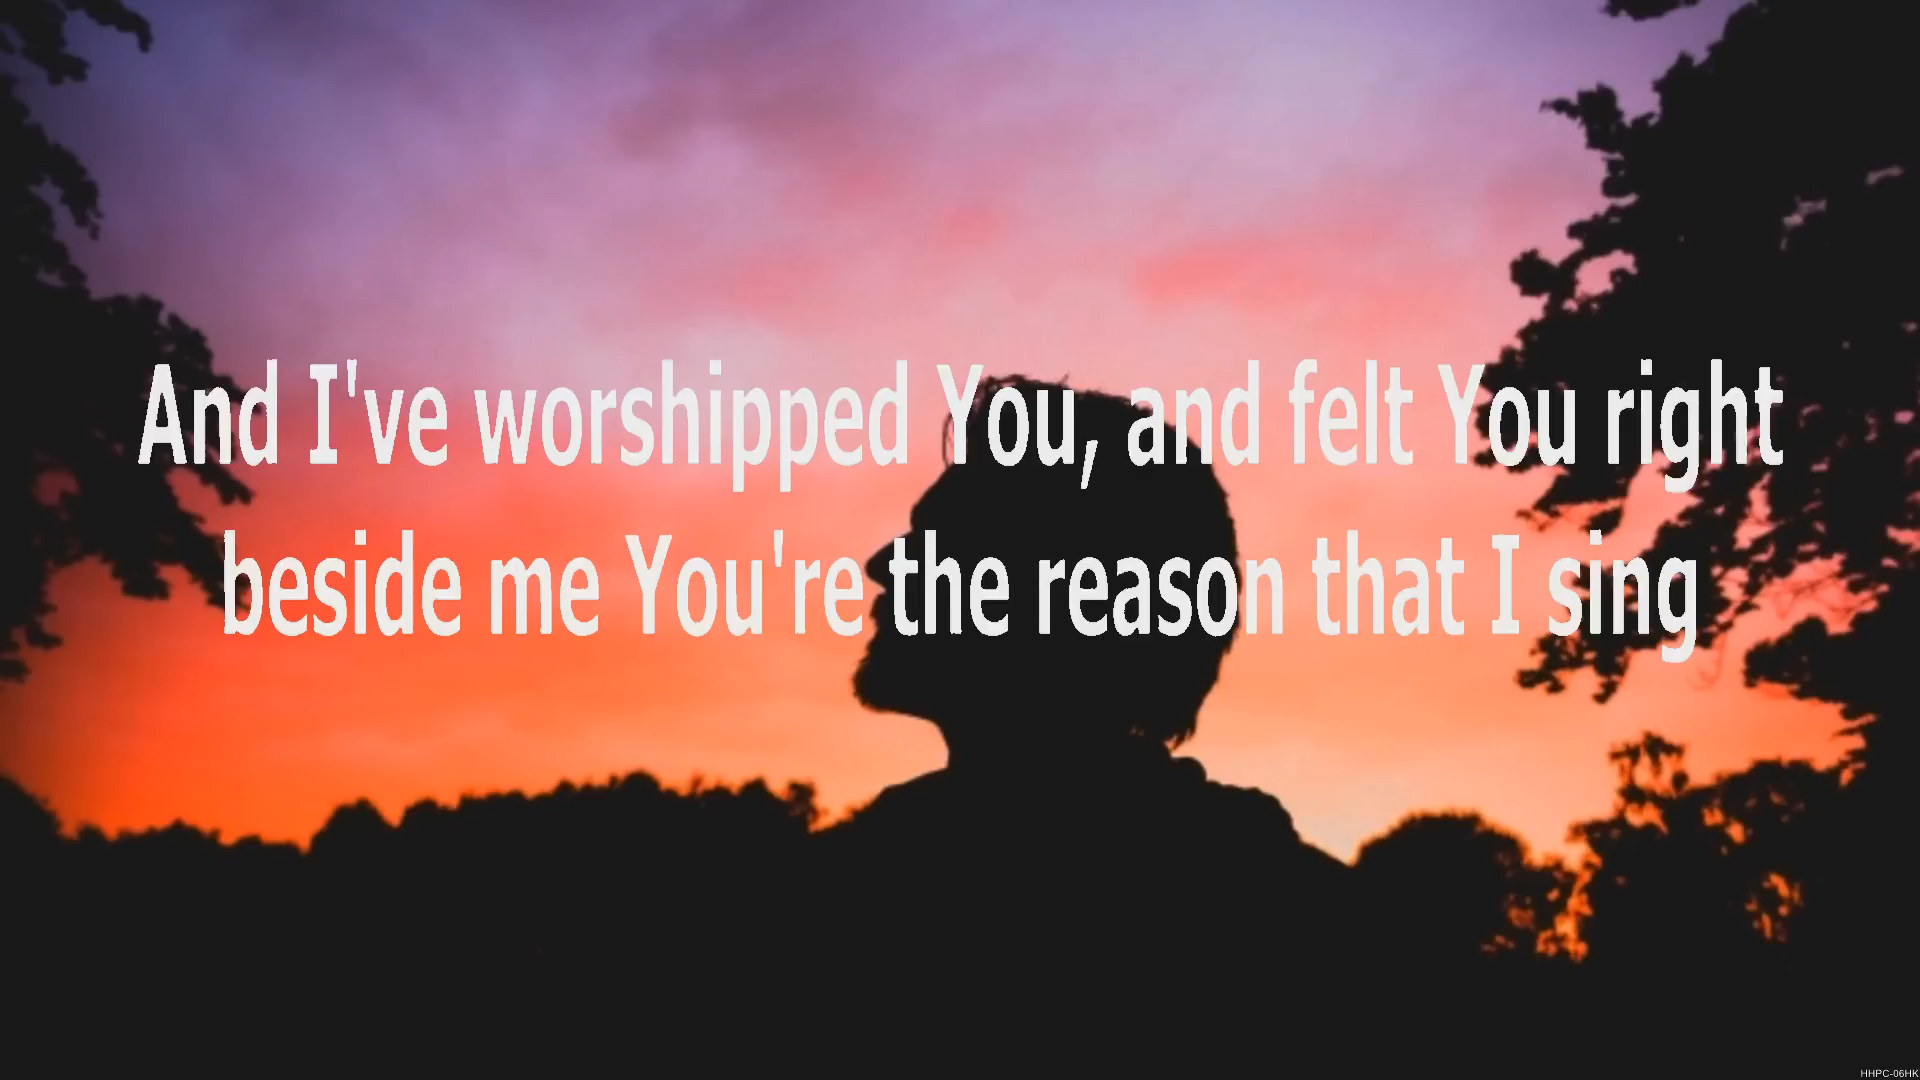 And I've worshipped You, and felt You right
beside me You're the reason that I sing
HHPC-06HK